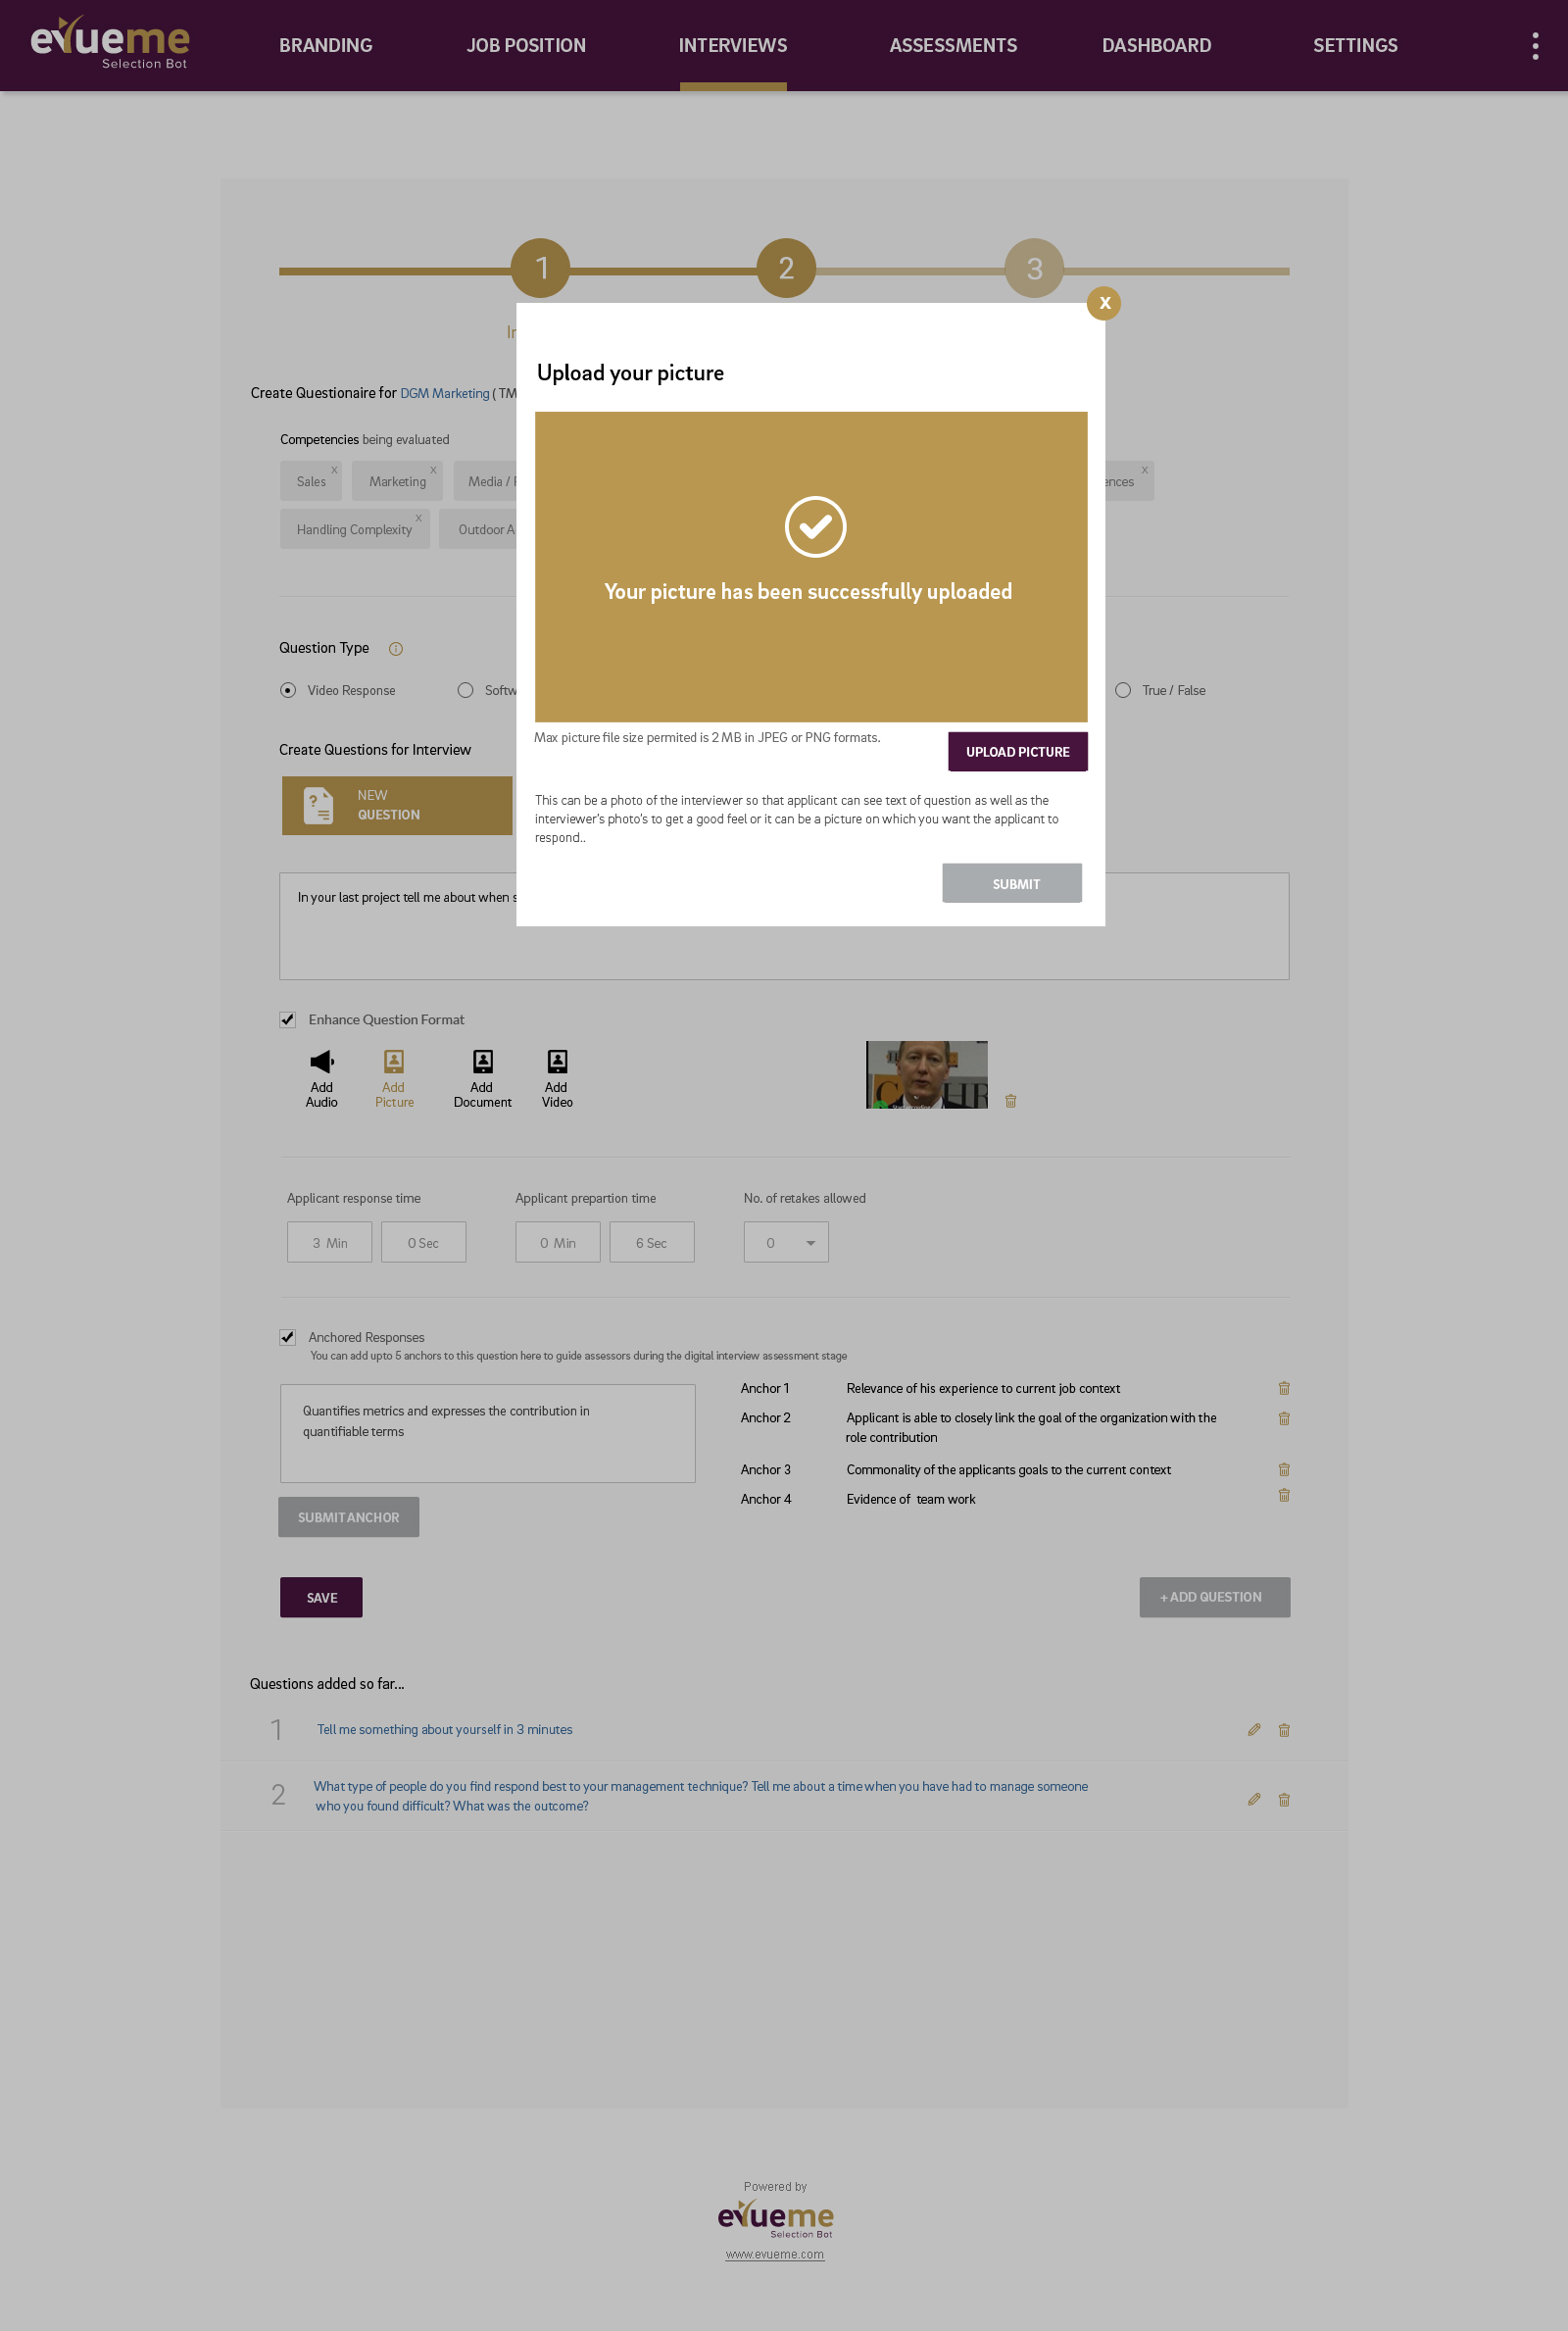 evueme
Selection Bot
BRANDING
JOB POSITION
INTERVIEWS
ASSESSMENTS
DASHBOARD
SETTINGS
1
2
3
X
Upload your picture
Create Questionaire for DGM Marketing ( TM
Competencies being evaluated
Sales x
Marketing x
Media /
x
Handling Complexity x
Outdoor
Your picture has been successfully uploaded
Question Type
Video Response
True / False
Max picture file size permited is 2 MB in JPEG or PNG formats.
UPLOAD PICTURE
Create Questions for Interview
NEW
QUESTION
This can be a photo of the interviewer so that applicant can see text of question as well as the
interviewer's photo's to get a good feel or it can be a picture on which you want the applicant to
respond..
SUBMIT
In your last project tell me about when
Enhance Question Format
Add
Audio
Add
Picture
Add
Document
Add
Video
Applicant response time
Applicant prepartion time
No. of retakes allowed
3 Min
0 Sec
0 Min
6 Sec
0
Anchored Responses
You can add upto 5 anchors to this question here to guide assessors during the digital interview assessment stage
Quantifies metrics and expresses the contribution in
quantifiable terms
SUBMIT ANCHOR
Anchor 1 Relevance of his experience to current job context
Anchor 2 Applicant is able to closely link the goal of the organization with the
role contribution
Anchor 3 Commonality of the applicants goals to the current context
Anchor 4 Evidence of team work
SAVE
+ ADD QUESTION
Questions added so far...
1 Tell me something about yourself in 3 minutes
2 What type of people do you find respond best to your management technique? Tell me about a time when you have had to manage someone
who you found difficult? What was the outcome?
Powered by
evueme
Selection Bot
www.evueme.com